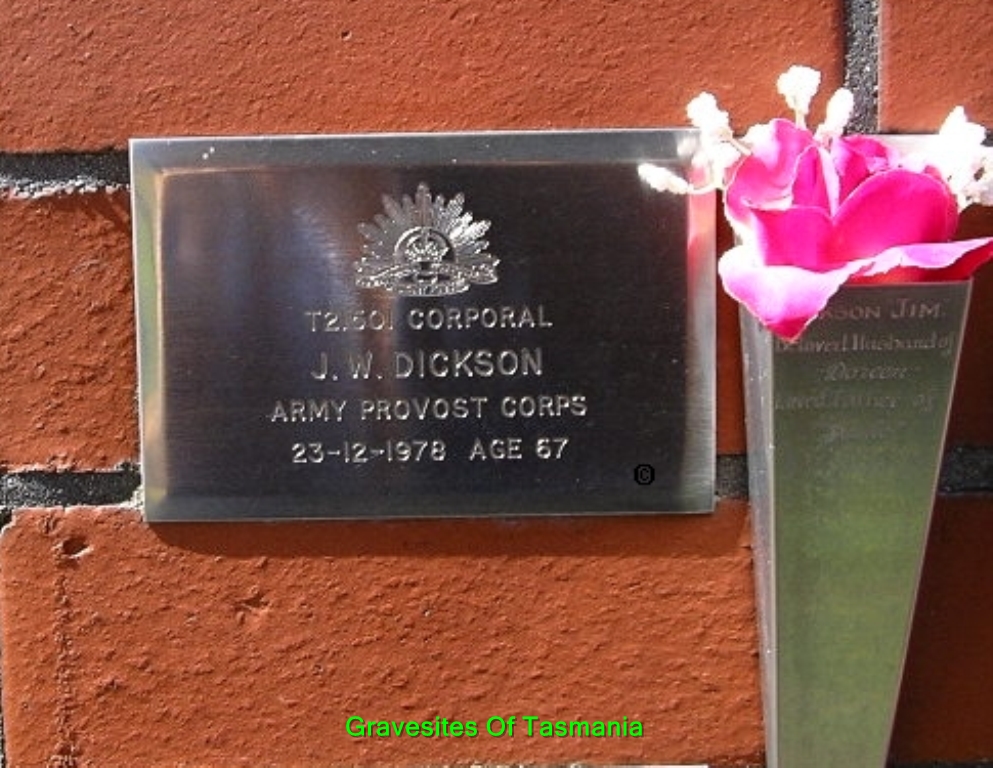 T21501 CORPORAL
J. W. DICKSON
ARMY PROVOST CORPS
23-12-1978 AGE 67
©
JIM.
Beloved Husband of
Doreen
Loved Father of
Gravesites Of Tasmania